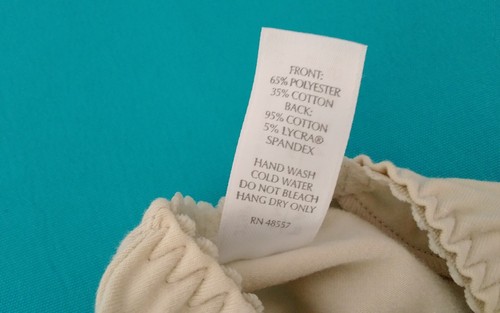 FRONT:
65% POLYESTER
35% COTTON
BACK:
95% COTTON
5% LYCRA®
SPANDEX
HAND WASH
COLD WATER
DO NOT BLEACH
HANG DRY ONLY
RN 48557